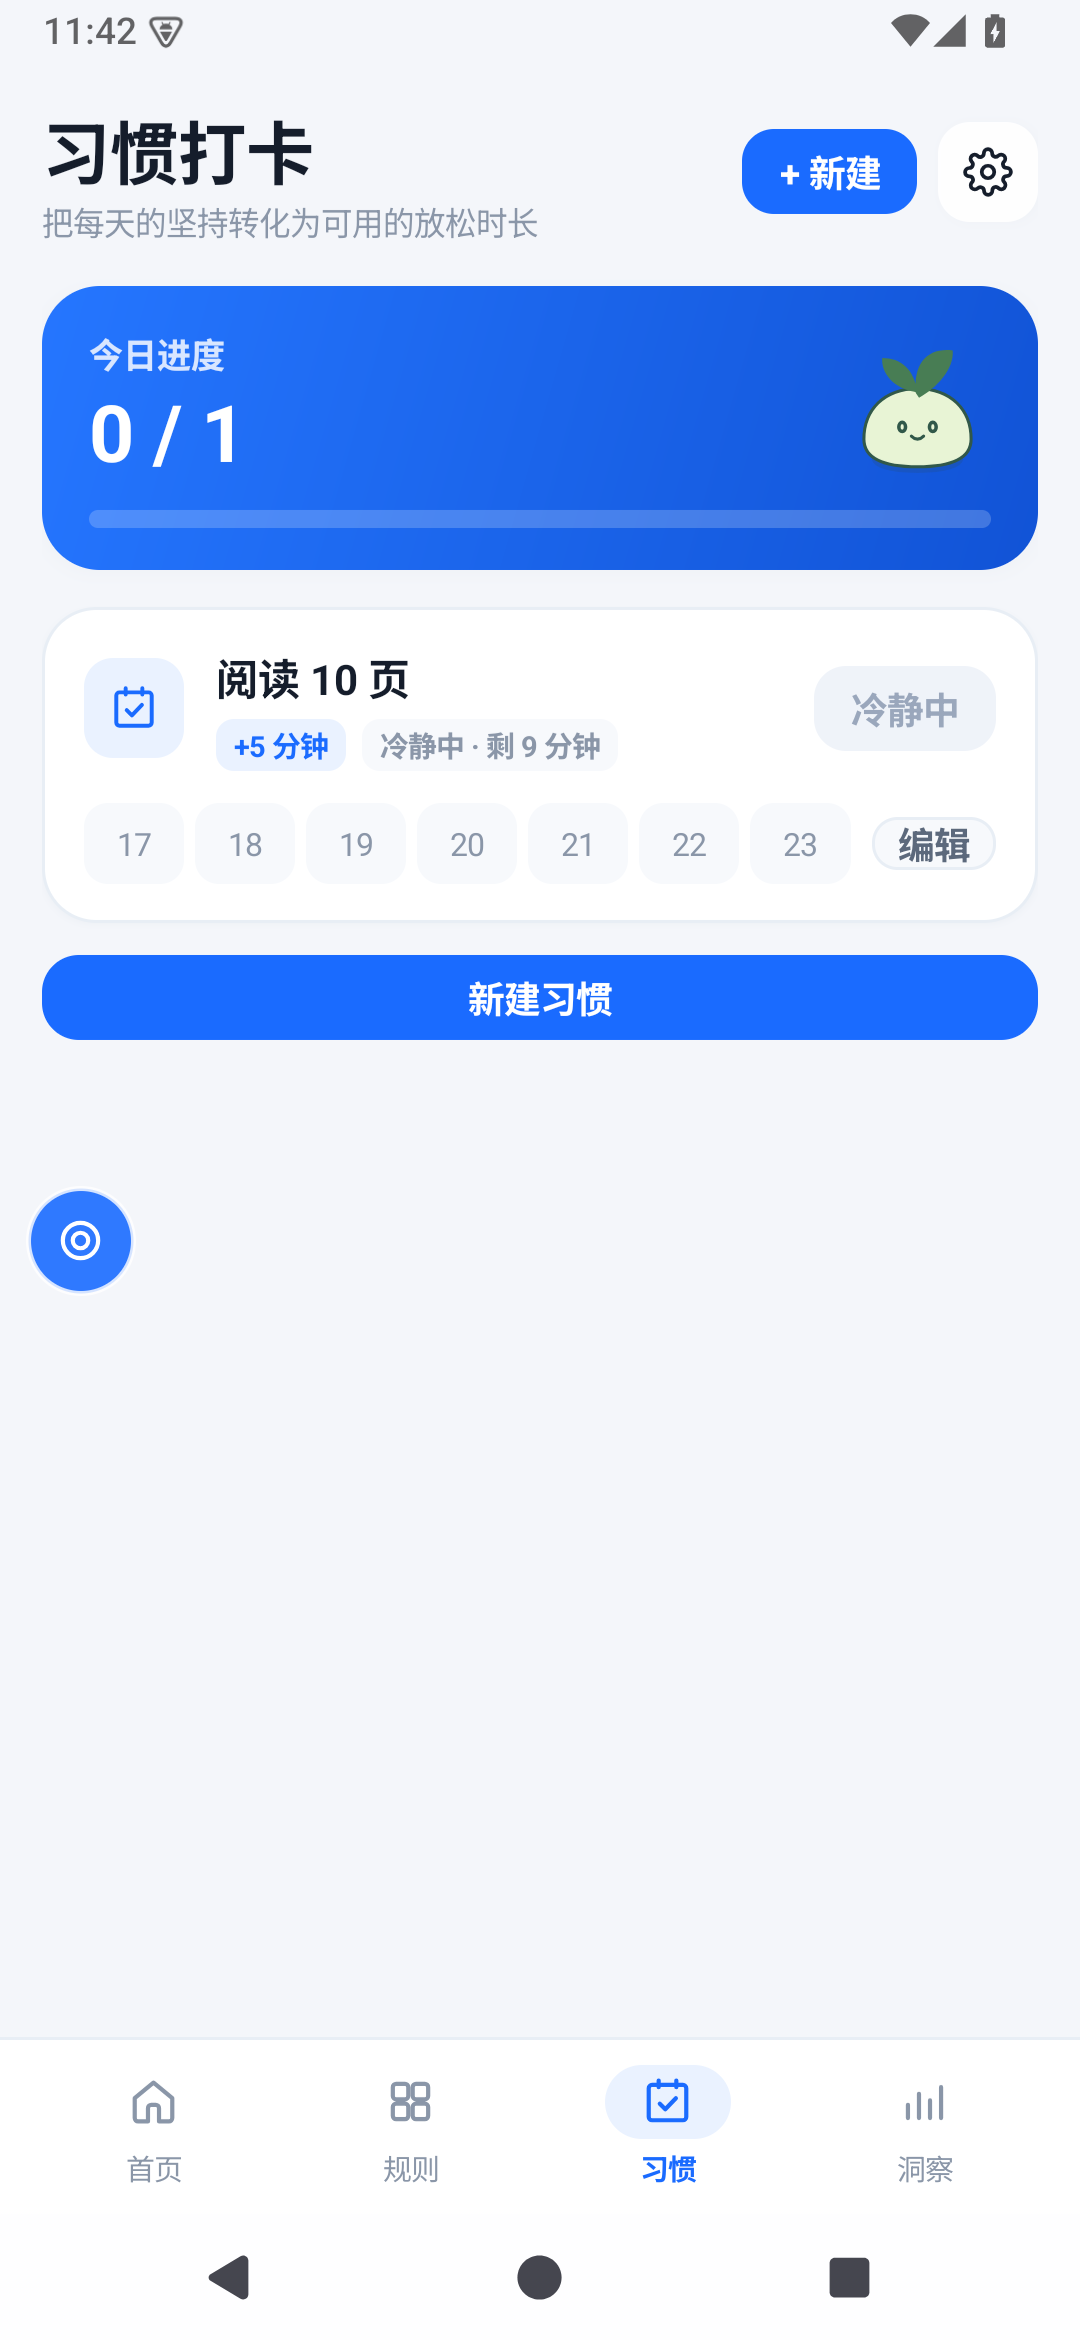 11:42
习惯打卡
把每天的坚持转化为可用的放松时长
+ 新建
今日进度
0 / 1
阅读 10 页
+5 分钟
冷静中 · 剩 9 分钟
冷静中
17 18 19 20 21 22 23
编辑
新建习惯
首页 规则 习惯 洞察